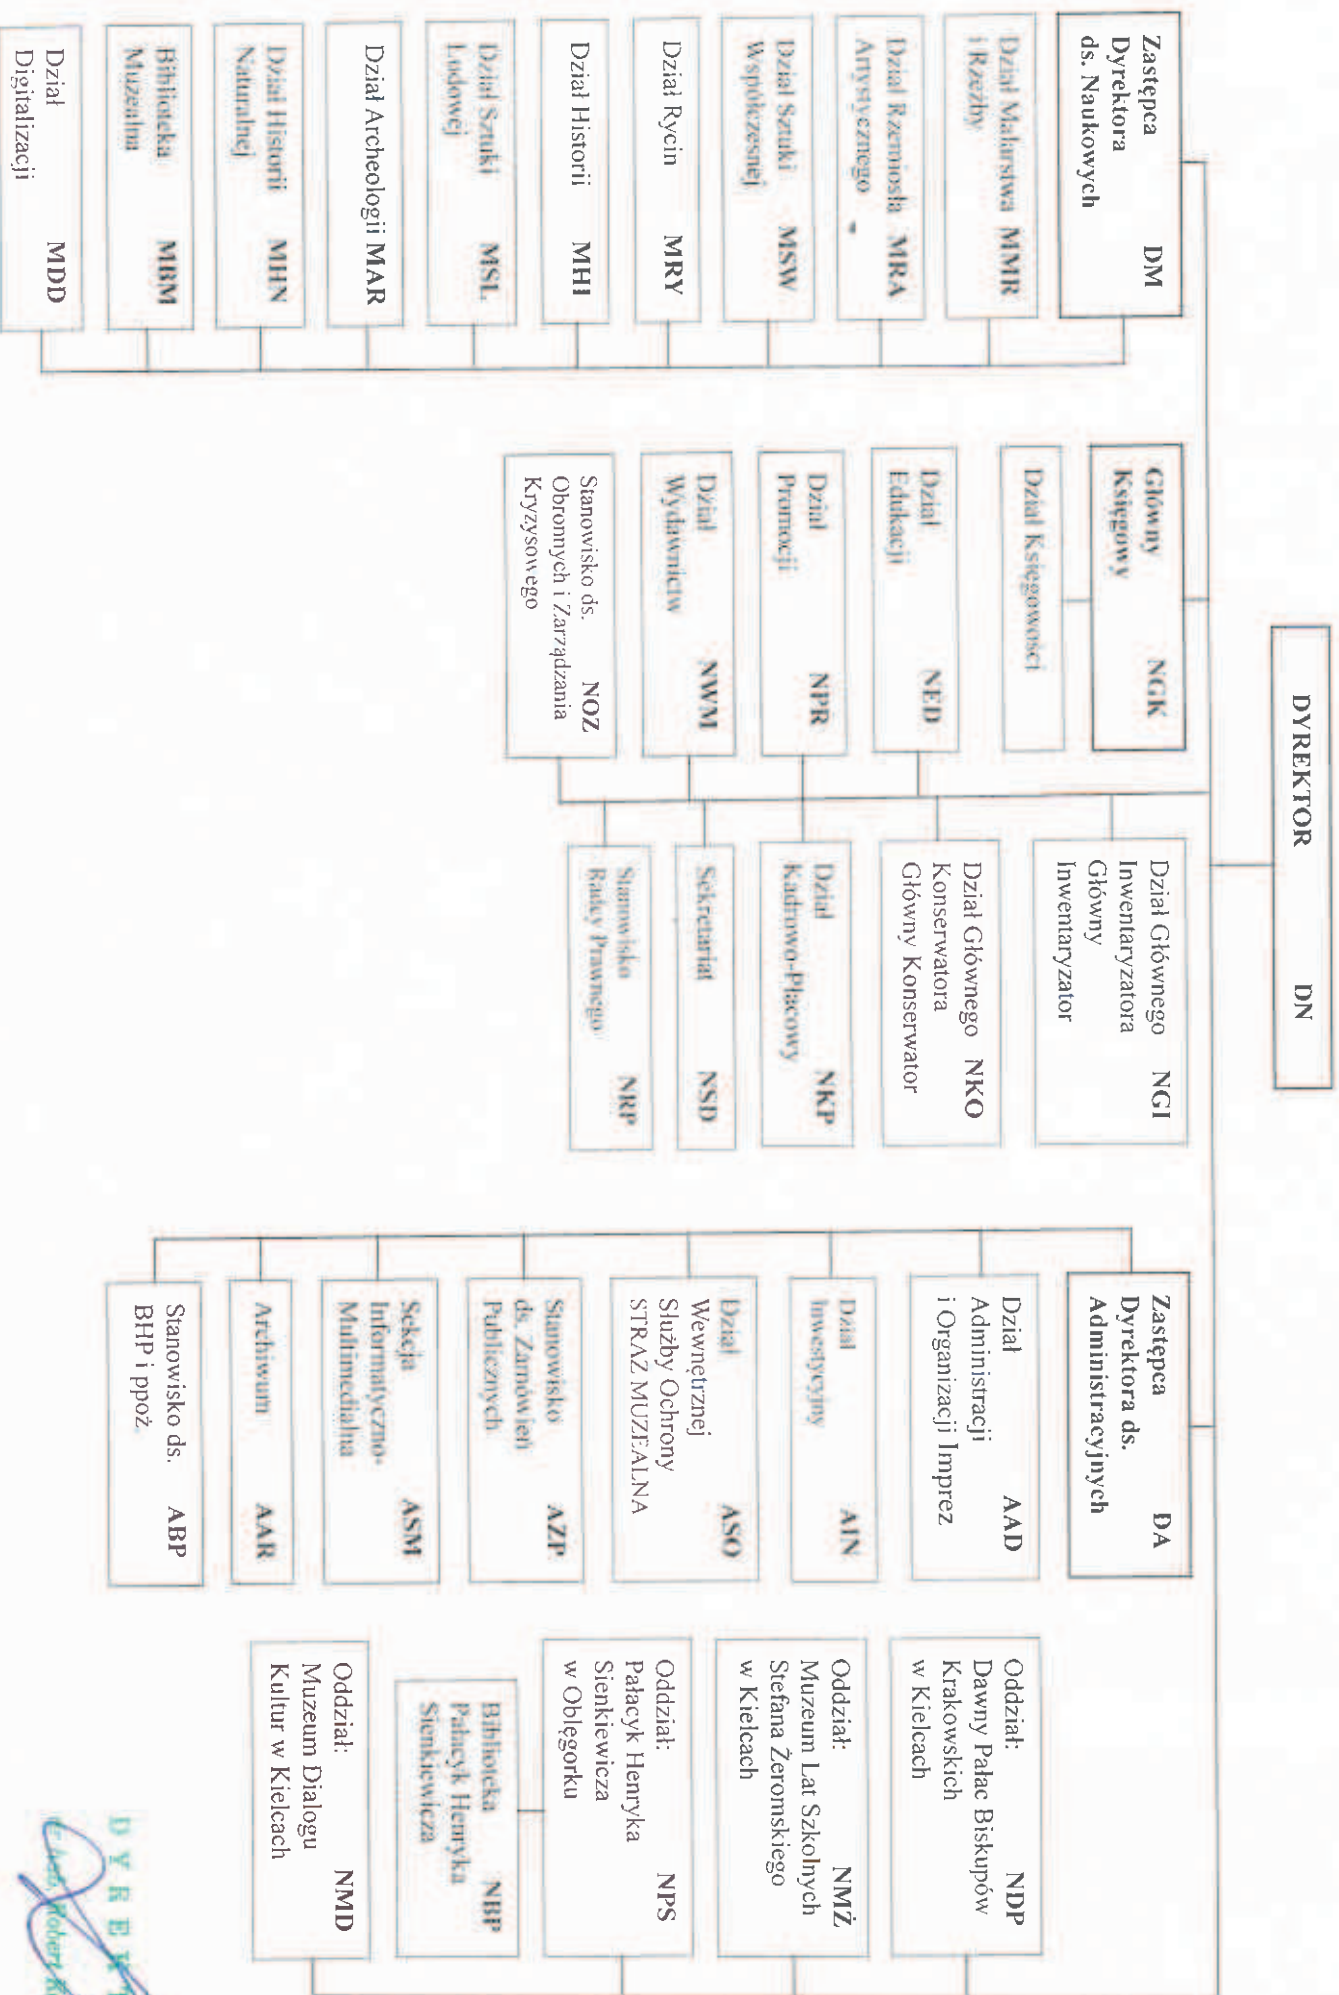 DYREKTOR DN
Zastępca DM
Dyrektora
ds. Naukowych
Dział Malarstwa MMR
i Rzeźby
Dział Rzemiosła MRA
Artystycznego
Dział Sztuki
Współczesnej MSW
Dział Rycin MRY
Dział Historii MHI
Dział Sztuki MSL
Ludowej
Dział Archeologii MAR
Dział Historii MHN
Naturalnej
Biblioteka MBM
Muzealna
Dział MDD
Digitalizacji
Główny NGK
Księgowy
Dział Księgowości
Dział NED
Edukacji
Dział NPR
Promocji
Dział NWM
Wydawnictw
Stanowisko ds. NOZ
Obronnych i Zarządzania
Kryzysowego
Dział Głównego NGI
Inwentaryzatora
Główny
Inwentaryzator
Dział Głównego NKO
Konserwatora
Główny Konserwator
Dział NKP
Kadrowo-Płacowy
Sekretariat NSD
Stanowisko NRP
Radcy Prawnego
Zastępca DA
Dyrektora ds.
Administracyjnych
Dział AAD
Administracji
i Organizacji Imprez
Dział AIN
Inwestycyjny
Dział ASO
Wewnętrznej
Służby Ochrony
STRAŻ MUZEALNA
Stanowisko AZP
ds. Zamówień
Publicznych
Sekcja ASM
Informatyczno-
Multimedialna
Archiwum AAR
Stanowisko ds. ABP
BHP i ppoż.
Oddział: NDP
Dawny Pałac Biskupów
Krakowskich
w Kielcach
Oddział: NMŻ
Muzeum Lat Szkolnych
Stefana Żeromskiego
w Kielcach
Oddział: NPS
Pałacyk Henryka
Sienkiewicza
w Oblęgorku
Biblioteka NBP
Pałacyk Henryka
Sienkiewicza
Oddział: NMD
Muzeum Dialogu
Kultur w Kielcach
Robert